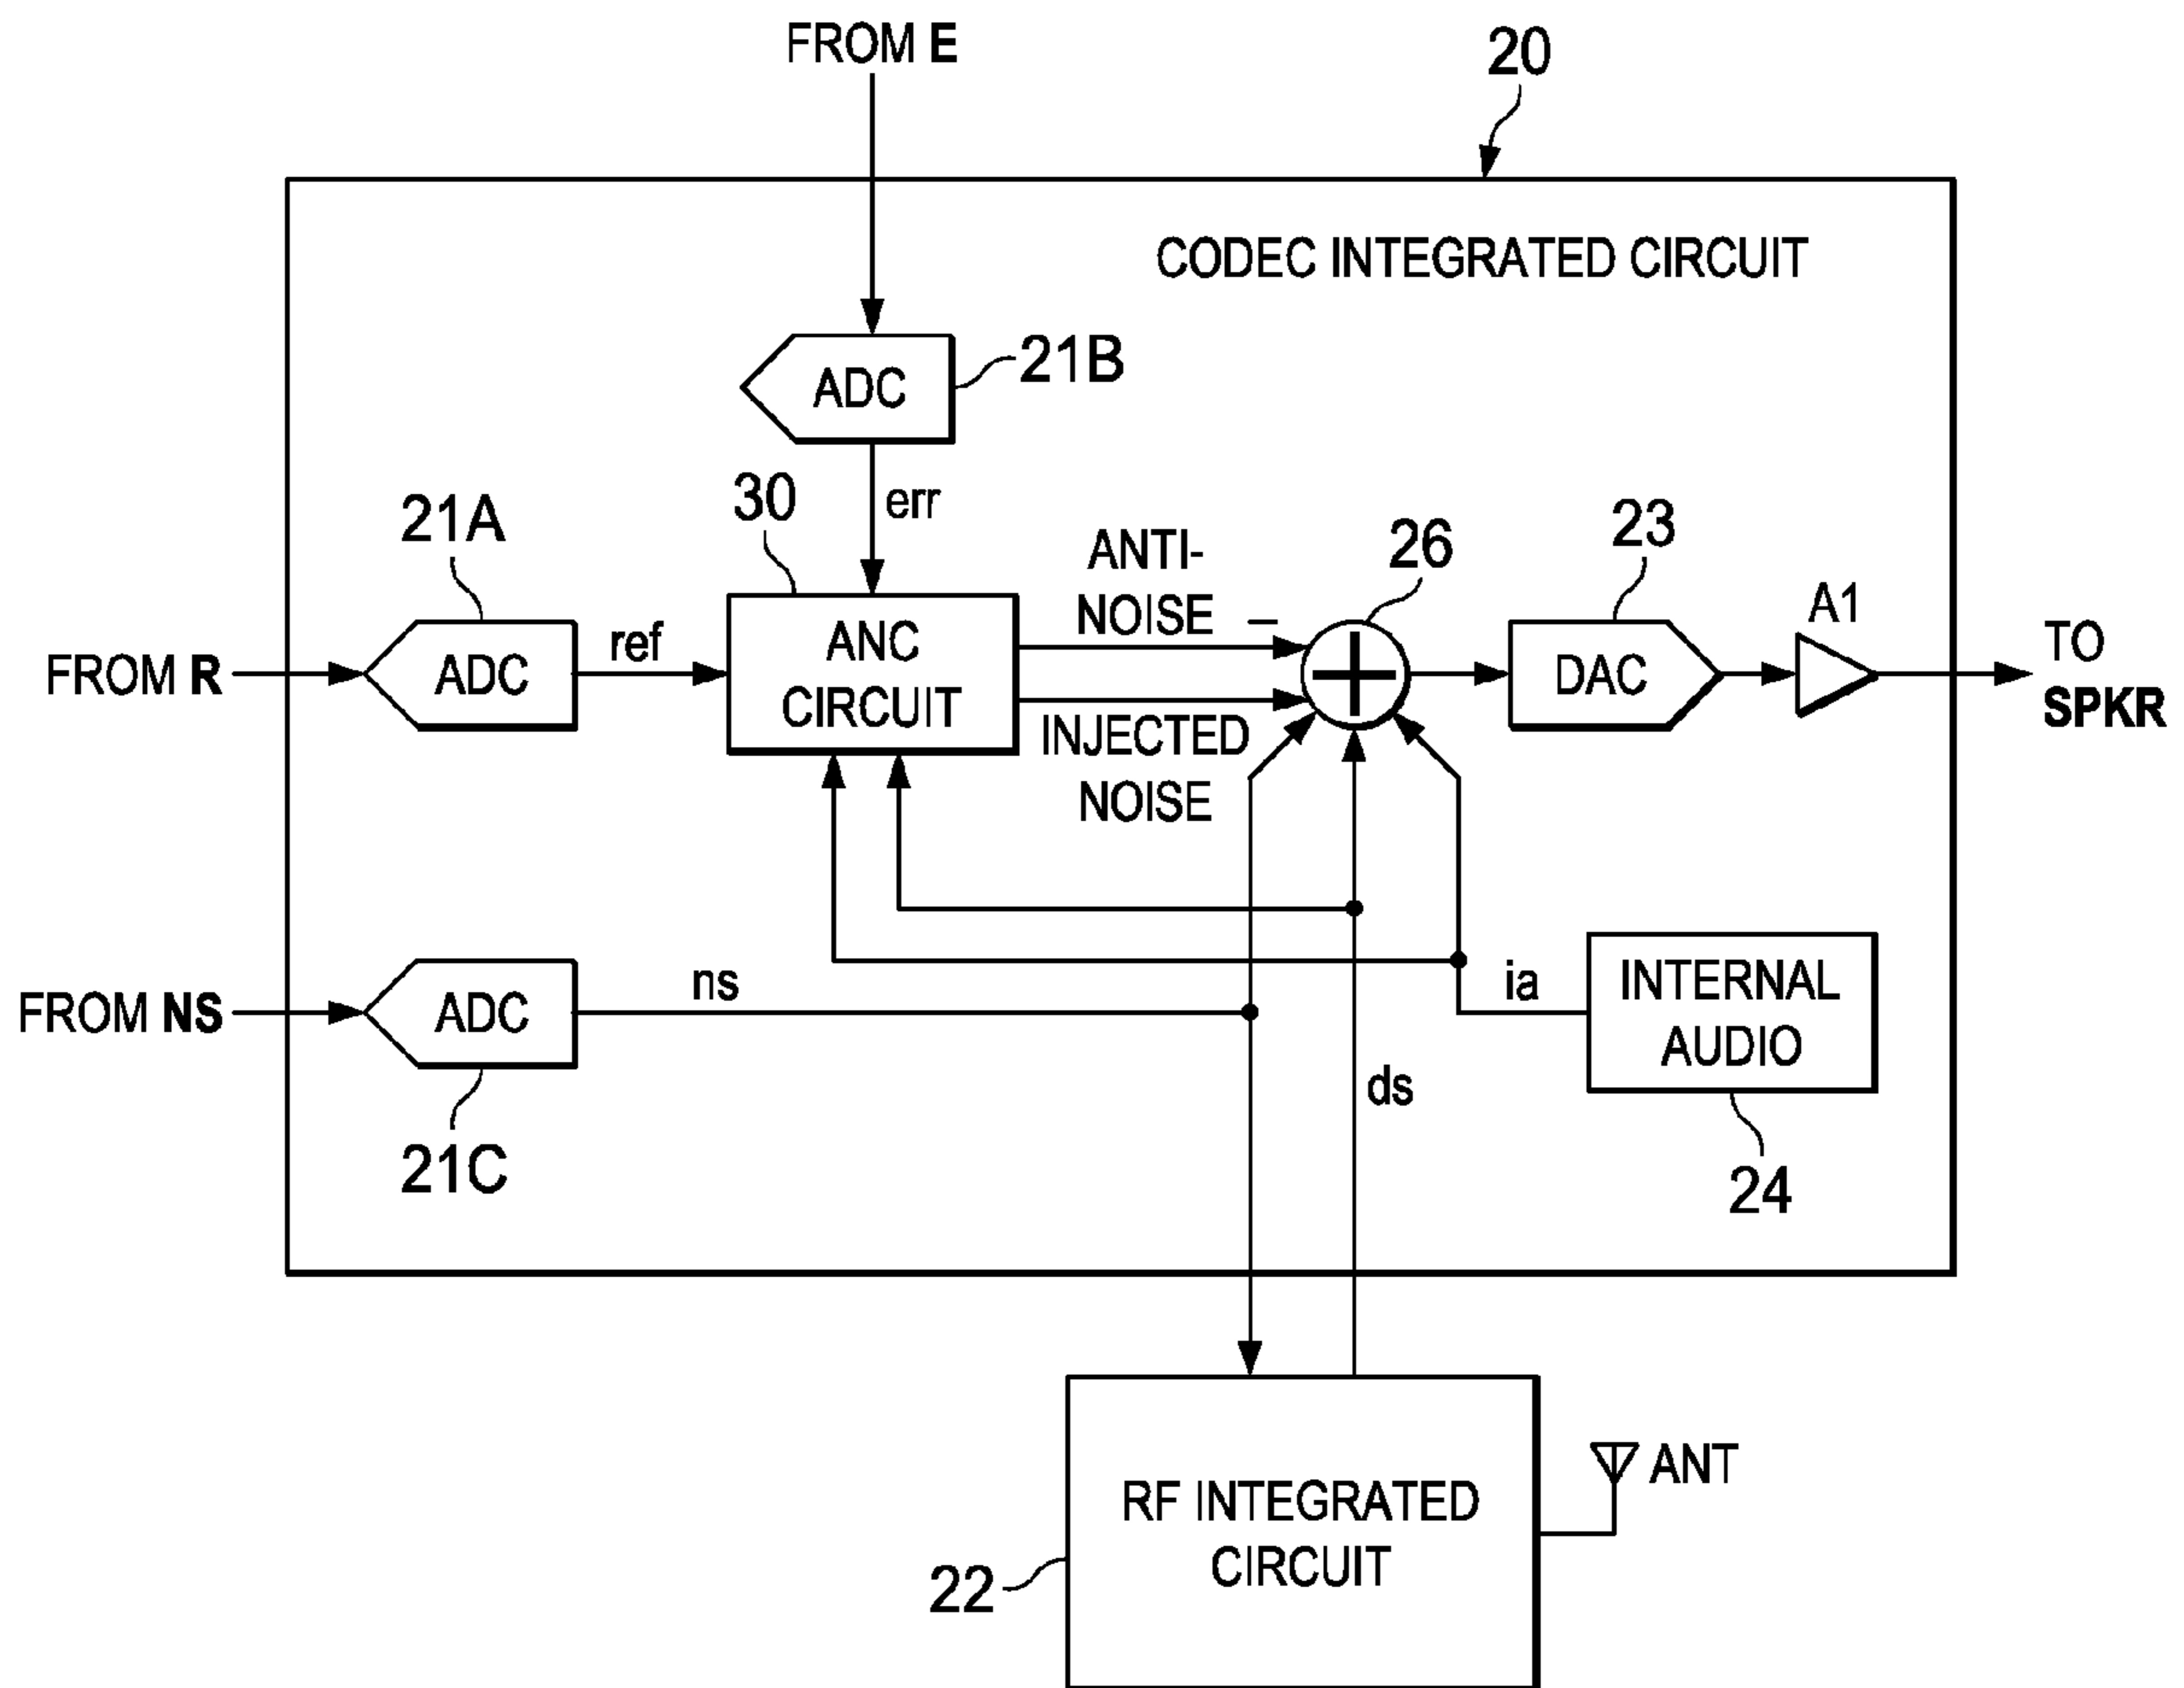 FROM E
20
CODEC INTEGRATED CIRCUIT
ADC
21B
err
30
21A
ANTI-
NOISE
–
26
23
A1
FROM R
ADC
ref
ANC
CIRCUIT
+
DAC
TO
SPKR
INJECTED
NOISE
FROM NS
ADC
ns
ia
INTERNAL
AUDIO
21C
ds
24
RF INTEGRATED
CIRCUIT
ANT
22